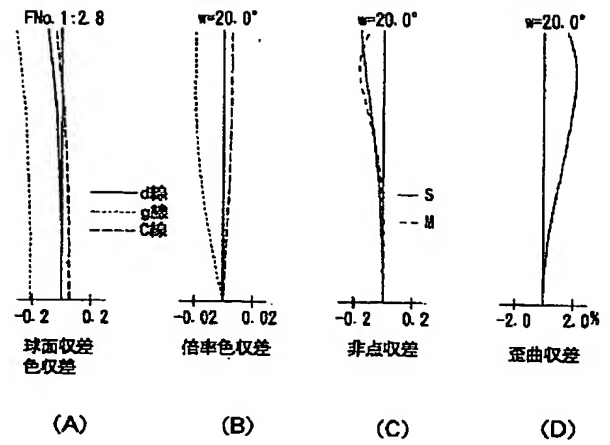 FNo. 1:2.8
w=20.0°
w=20.0°
w=20.0°
d線
g線
C線
S
M
-0.2 0.2
-0.02 0.02
-0.2 0.2
-2.0 2.0%
球面収差
色収差
倍率色収差
非点収差
歪曲収差
(A)
(B)
(C)
(D)